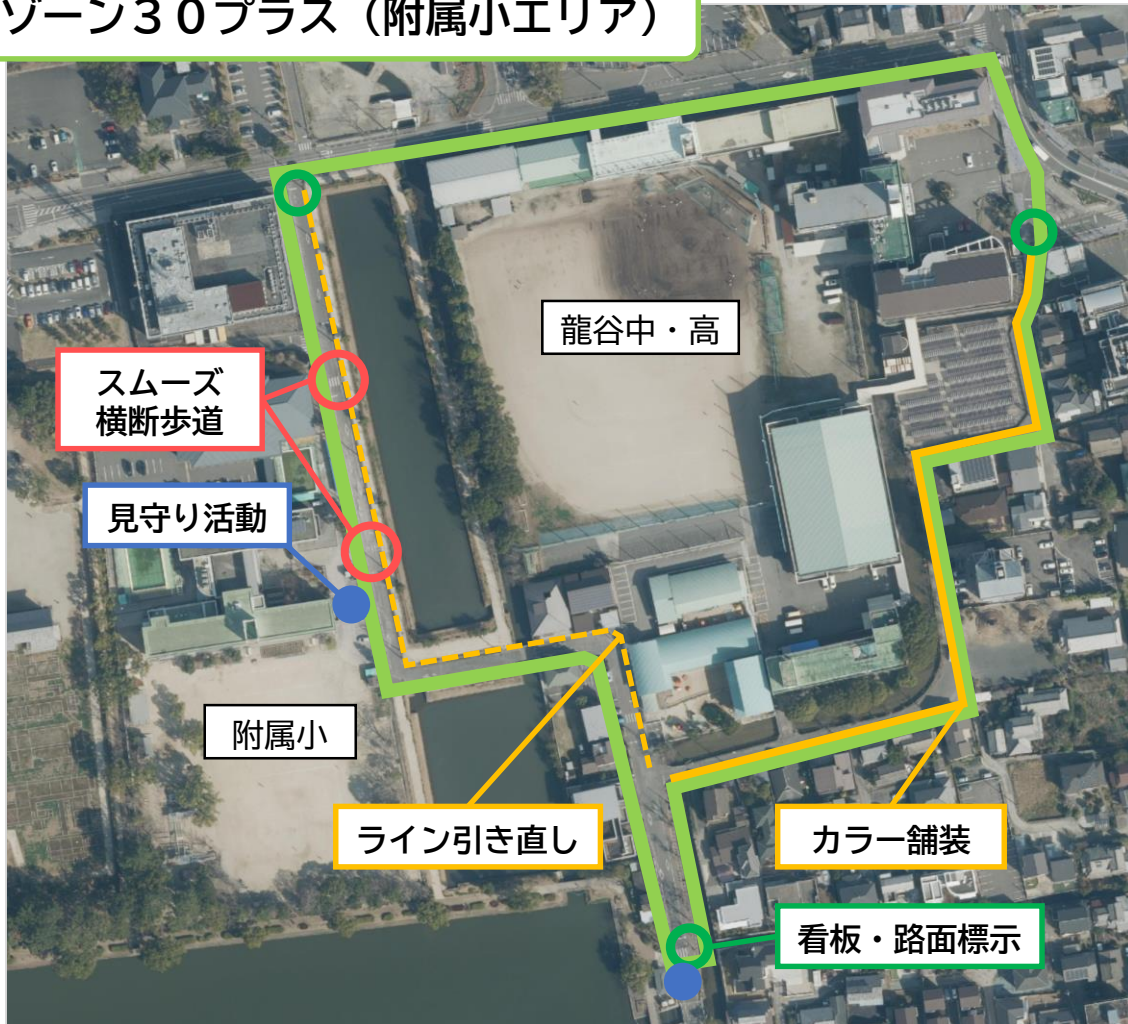 ゾーン３０プラス（附属小エリア）
龍谷中・高
スムーズ
横断歩道
見守り活動
附属小
ライン引き直し
カラー舗装
看板・路面標示